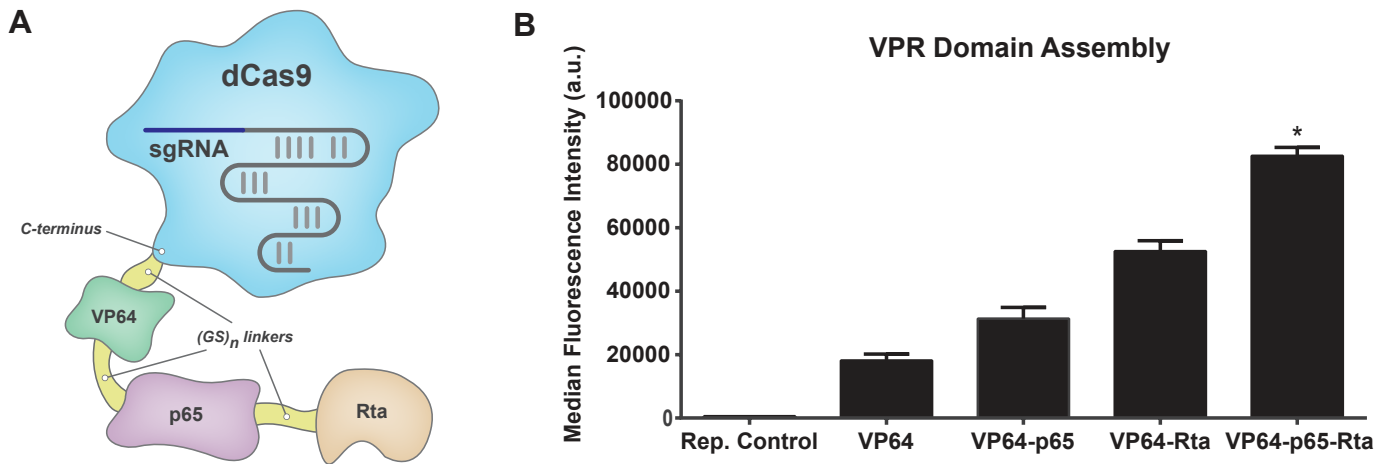 A
dCas9
sgRNA
C-terminus
VP64
(GS)n linkers
p65
Rta
B
VPR Domain Assembly
Median Fluorescence Intensity (a.u.)
100000
80000
60000
40000
20000
0
*
Rep. Control VP64 VP64-p65 VP64-Rta VP64-p65-Rta